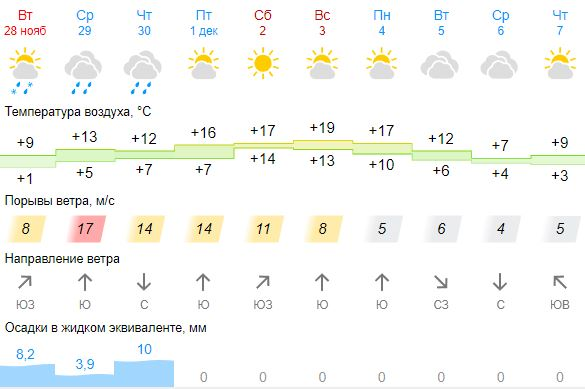 Вт Ср Чт Пт Сб Вс Пн Вт Ср Чт
28 нояб 29 30 1 дек 2 3 4 5 6 7
Температура воздуха, °C
+9 +13 +12 +16 +17 +19 +17 +12 +7 +9
+1 +5 +7 +7 +14 +13 +10 +6 +4 +3
Порывы ветра, м/с
8 17 14 14 11 8 5 6 4 5
Направление ветра
ЮЗ Ю С Ю ЮЗ Ю Ю СЗ С ЮВ
Осадки в жидком эквиваленте, мм
8,2 3,9 10 0 0 0 0 0 0 0